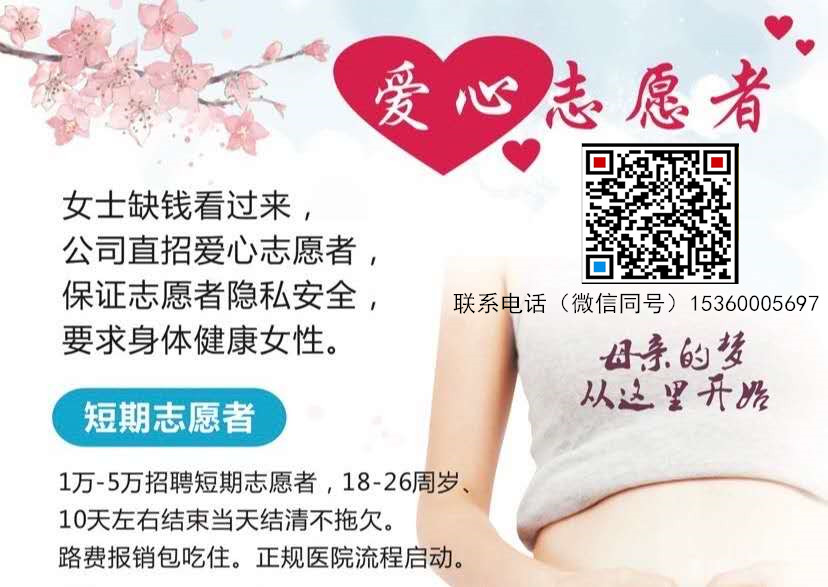 爱心志愿者
女士缺钱看过来，
公司直招爱心志愿者，
保证志愿者隐私安全，
要求身体健康女性。
联系电话（微信同号）15360005697
母亲的梦
从这里开始
短期志愿者
1万-5万招聘短期志愿者，18-26周岁、
10天左右结束当天结清不拖欠。
路费报销包吃住。正规医院流程启动。